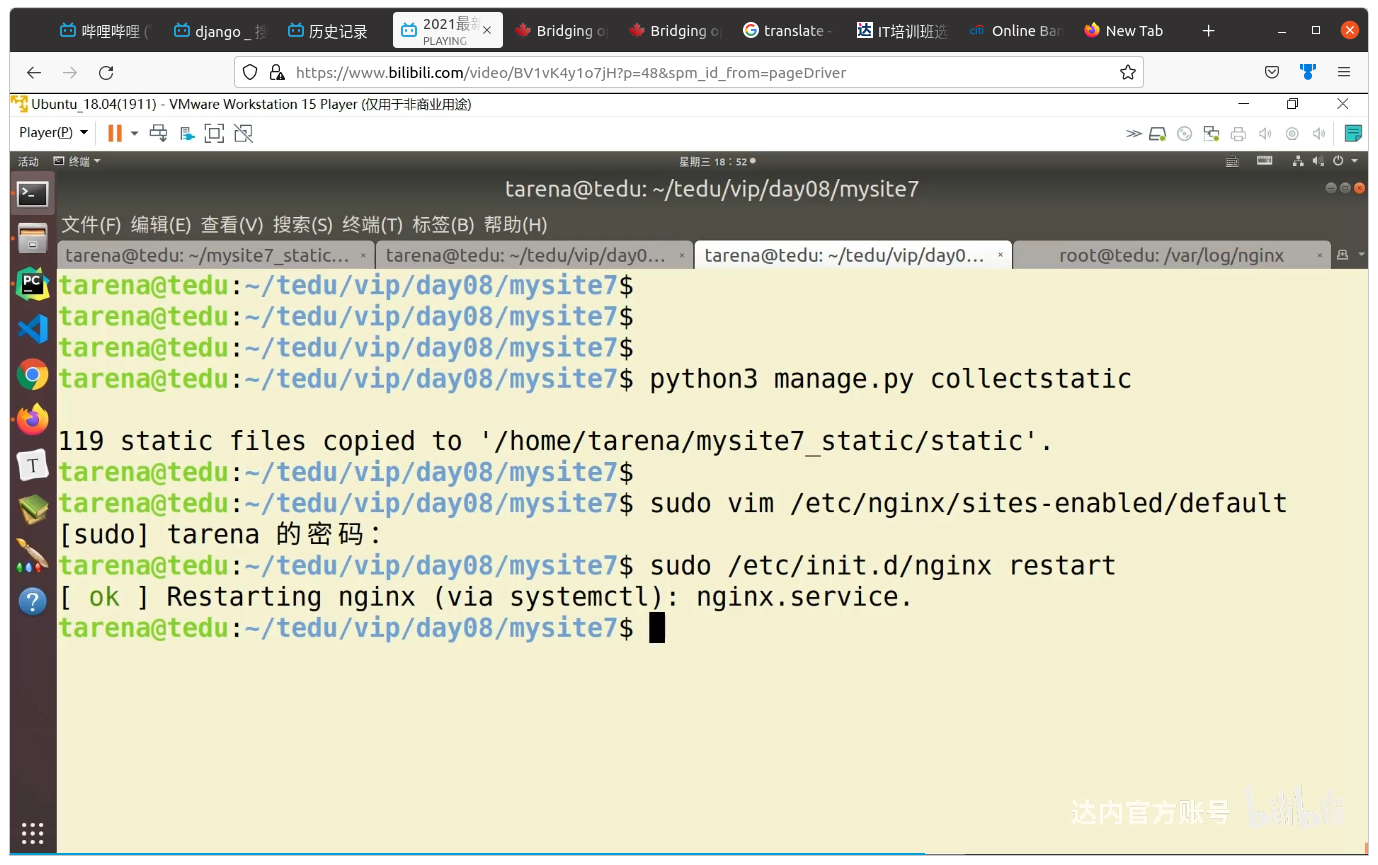 哔哩哔哩 (
django _ 搜
历史记录
2021最新
PLAYING
Bridging o
Bridging o
translate -
IT培训班选
citi Online Ban
New Tab
https://www.bilibili.com/video/BV1vK4y1o7jH?p=48&spm_id_from=pageDriver
Ubuntu_18.04(1911) - VMware Workstation 15 Player (仅用于非商业用途)
Player(P)
活动 终端 星期三 18：52
tarena@tedu: ~/tedu/vip/day08/mysite7
文件(F) 编辑(E) 查看(V) 搜索(S) 终端(T) 标签(B) 帮助(H)
tarena@tedu: ~/mysite7_static... × tarena@tedu: ~/tedu/vip/day0... × tarena@tedu: ~/tedu/vip/day0... × root@tedu: /var/log/nginx ×
tarena@tedu:~/tedu/vip/day08/mysite7$
tarena@tedu:~/tedu/vip/day08/mysite7$
tarena@tedu:~/tedu/vip/day08/mysite7$
tarena@tedu:~/tedu/vip/day08/mysite7$ python3 manage.py collectstatic
119 static files copied to '/home/tarena/mysite7_static/static'.
tarena@tedu:~/tedu/vip/day08/mysite7$
tarena@tedu:~/tedu/vip/day08/mysite7$ sudo vim /etc/nginx/sites-enabled/default
[sudo] tarena 的密码：
tarena@tedu:~/tedu/vip/day08/mysite7$ sudo /etc/init.d/nginx restart
[ ok ] Restarting nginx (via systemctl): nginx.service.
tarena@tedu:~/tedu/vip/day08/mysite7$
PC
T
?
达内官方账号 bilibili